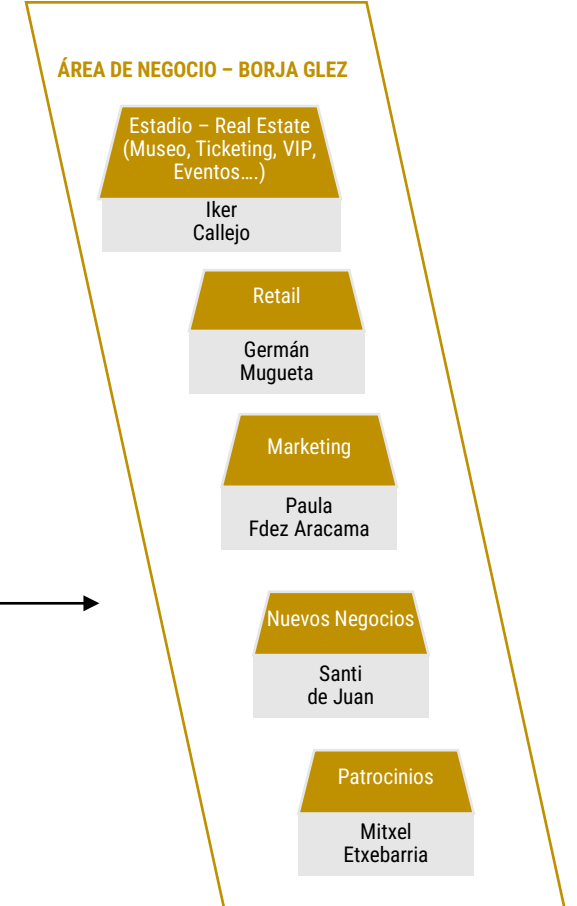 ÁREA DE NEGOCIO – BORJA GLEZ
Estadio – Real Estate
(Museo, Ticketing, VIP,
Eventos....)
Iker
Callejo
Retail
Germán
Mugueta
Marketing
Paula
Fdez Aracama
Nuevos Negocios
Santi
de Juan
Patrocinios
Mitxel
Etxebarria